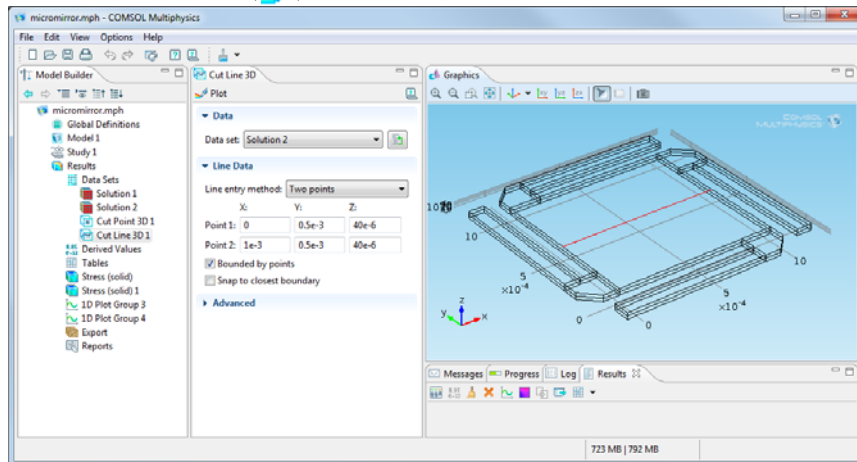 micromirror.mph - COMSOL Multiphysics
File Edit View Options Help
Model Builder
micromirror.mph
Global Definitions
Model 1
Study 1
Results
Data Sets
Solution 1
Solution 2
Cut Point 3D 1
Cut Line 3D 1
Derived Values
Tables
Stress (solid)
Stress (solid) 1
1D Plot Group 3
1D Plot Group 4
Export
Reports
Cut Line 3D
Plot
Data
Data set: Solution 2
Line Data
Line entry method: Two points
X: Y: Z:
Point 1: 0 0.5e-3 40e-6
Point 2: 1e-3 0.5e-3 40e-6
Bounded by points
Snap to closest boundary
Advanced
Graphics
COMSOL
MULTIPHYSICS
10
10
5
×10⁻⁴
5
×10⁻⁴
0
0
z
y x
Messages Progress Log Results
723 MB | 792 MB